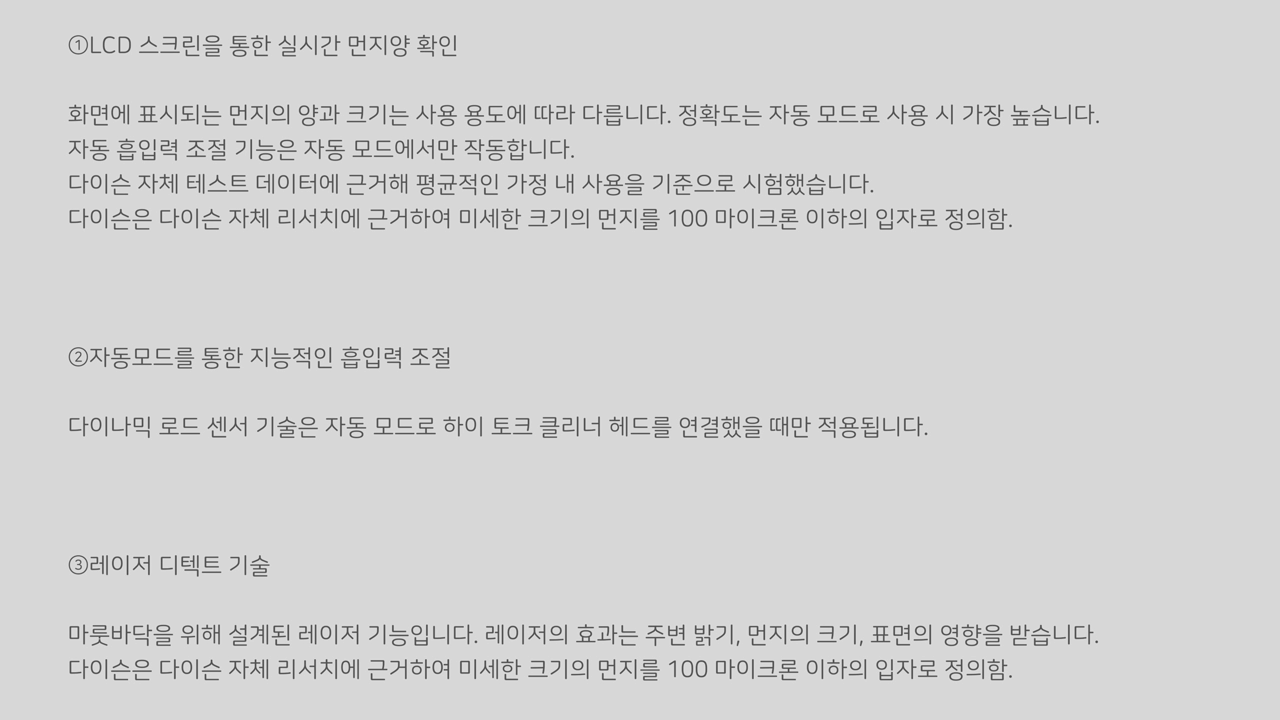 ①LCD 스크린을 통한 실시간 먼지양 확인
화면에 표시되는 먼지의 양과 크기는 사용 용도에 따라 다릅니다. 정확도는 자동 모드로 사용 시 가장 높습니다.
자동 흡입력 조절 기능은 자동 모드에서만 작동합니다.
다이슨 자체 테스트 데이터에 근거해 평균적인 가정 내 사용을 기준으로 시험했습니다.
다이슨은 다이슨 자체 리서치에 근거하여 미세한 크기의 먼지를 100 마이크론 이하의 입자로 정의함.
②자동모드를 통한 지능적인 흡입력 조절
다이나믹 로드 센서 기술은 자동 모드로 하이 토크 클리너 헤드를 연결했을 때만 적용됩니다.
③레이저 디텍트 기술
마룻바닥을 위해 설계된 레이저 기능입니다. 레이저의 효과는 주변 밝기, 먼지의 크기, 표면의 영향을 받습니다.
다이슨은 다이슨 자체 리서치에 근거하여 미세한 크기의 먼지를 100 마이크론 이하의 입자로 정의함.